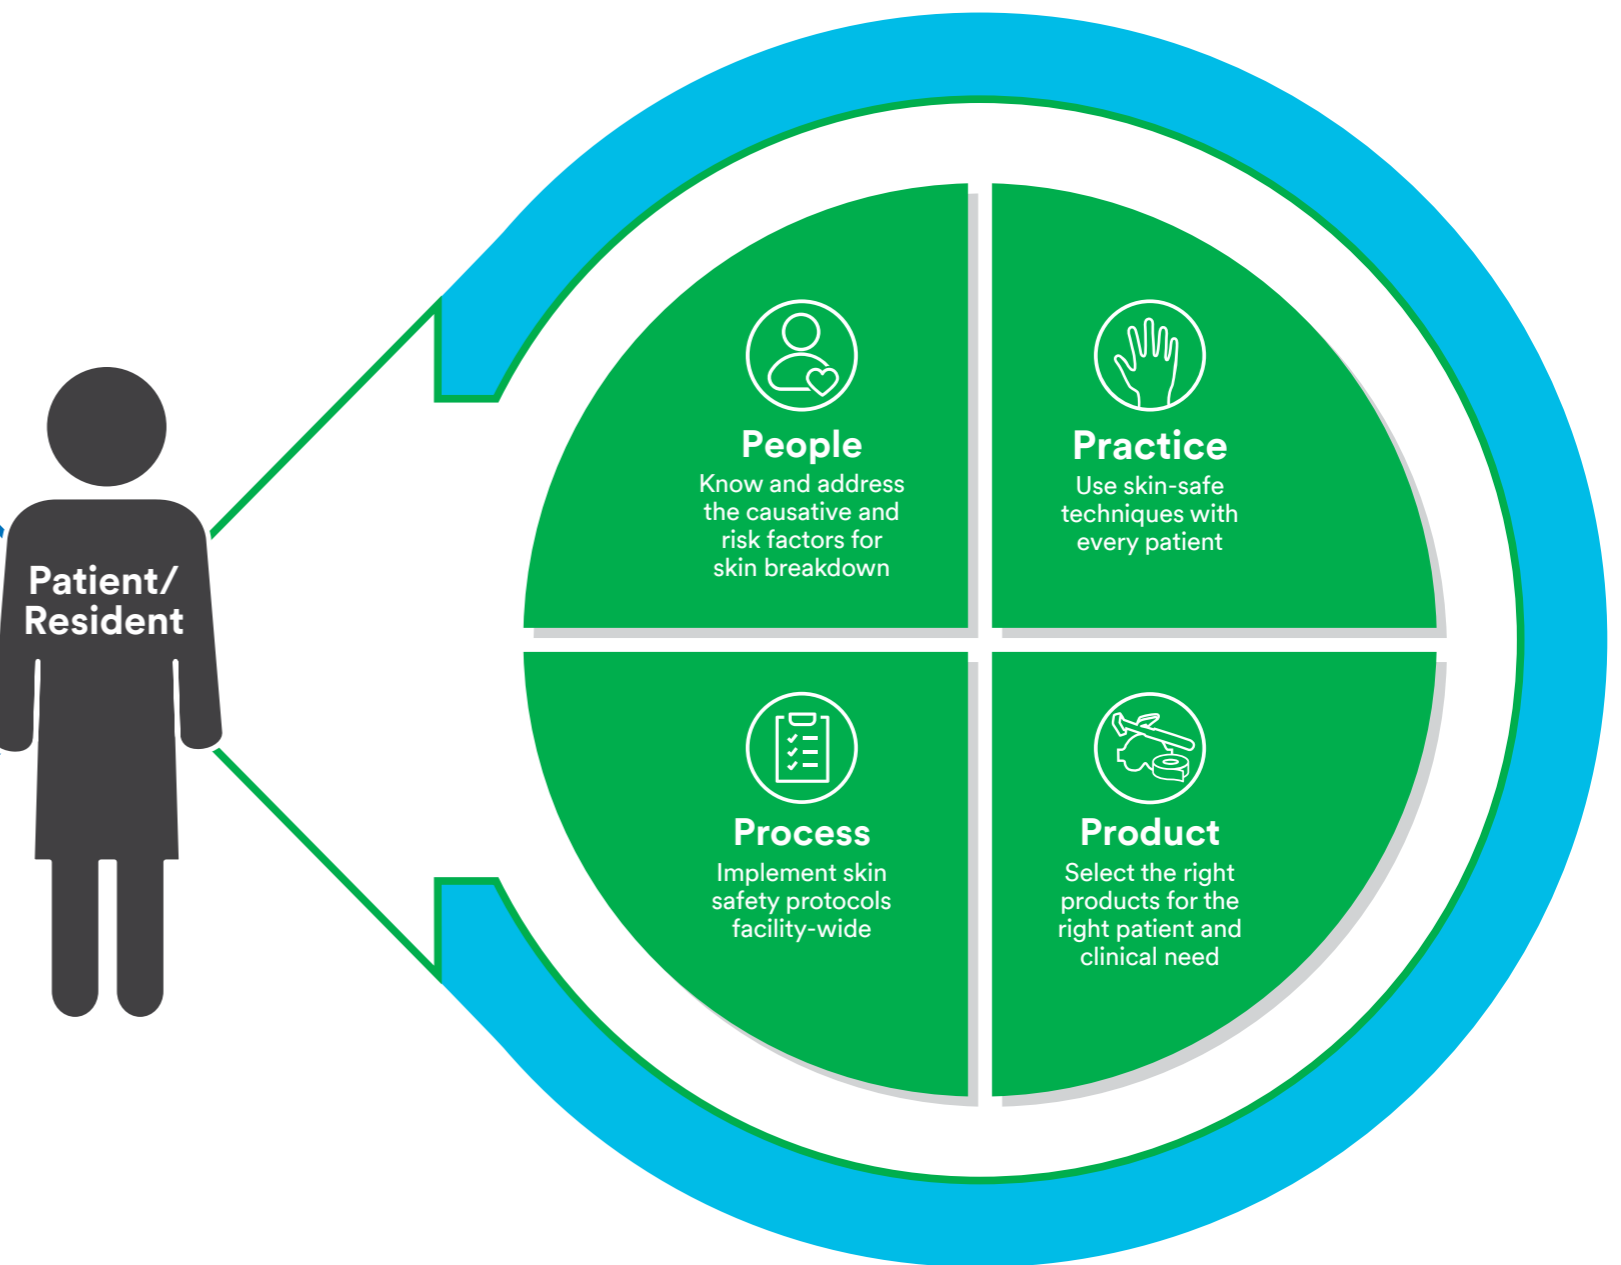 Patient/
Resident
People
Know and address
the causative and
risk factors for
skin breakdown
Practice
Use skin-safe
techniques with
every patient
Process
Implement skin
safety protocols
facility-wide
Product
Select the right
products for the
right patient and
clinical need